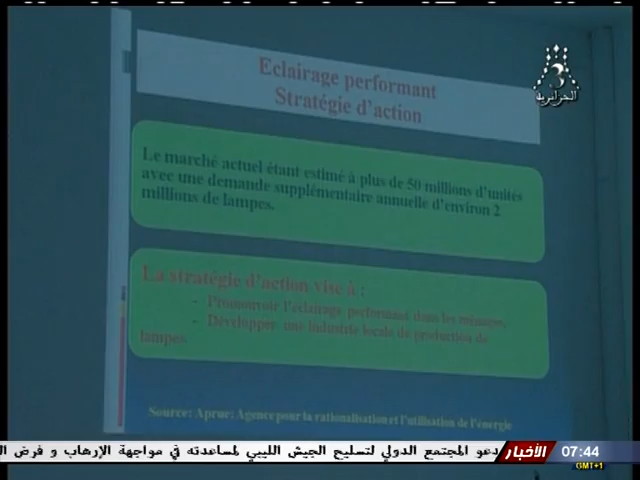 3
الجزائرية
Eclairage performant
Stratégie d'action
Le marché actuel étant estimé à plus de 50 millions d'unités
avec une demande supplémentaire annuelle d'environ 2
millions de lampes.
La stratégie d'action vise à :
- Promouvoir l'éclairage performant dans les ménages,
- Développer une industrie locale de production de
lampes.
Source : Aprue : Agence pour la rationalisation et l'utilisation de l'énergie
دعو المجتمع الدولي لتسليح الجيش الليبي لمساعدته في مواجهة الإرهاب و فرض ال
الأخبار
07:44
GMT+1